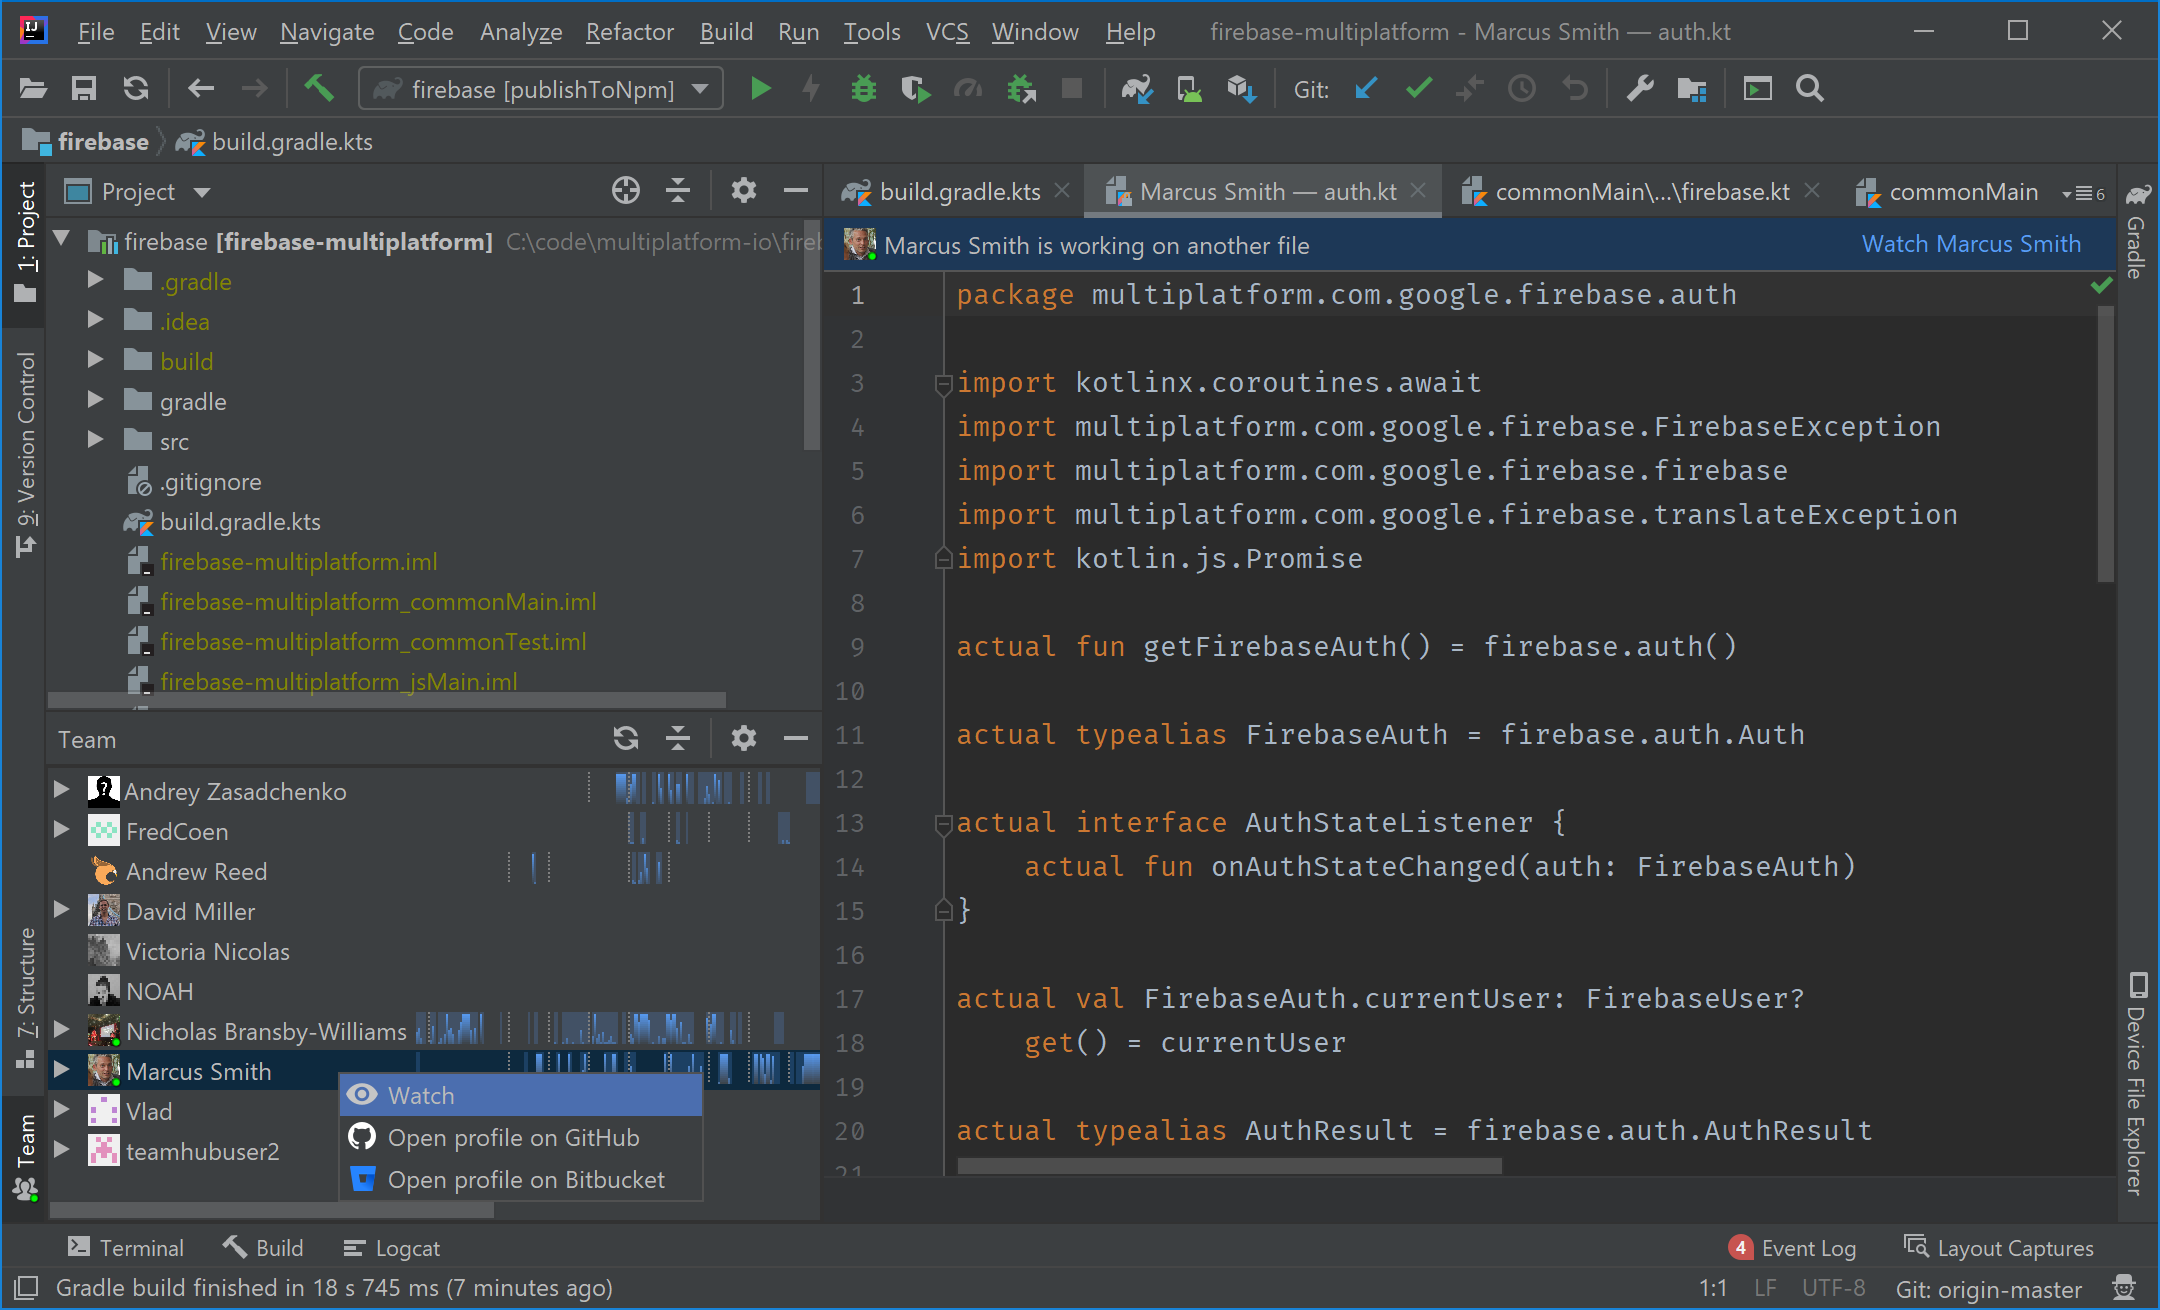 File Edit View Navigate Code Analyze Refactor Build Run Tools VCS Window Help firebase-multiplatform - Marcus Smith — auth.kt
firebase [publishToNpm] Git:
firebase build.gradle.kts
1: Project
9: Version Control
7: Structure
Team
Project
firebase [firebase-multiplatform] C:\code\multiplatform-io\fireb
.gradle
.idea
build
gradle
src
.gitignore
build.gradle.kts
firebase-multiplatform.iml
firebase-multiplatform_commonMain.iml
firebase-multiplatform_commonTest.iml
firebase-multiplatform_jsMain.iml
Team
Andrey Zasadchenko
FredCoen
Andrew Reed
David Miller
Victoria Nicolas
NOAH
Nicholas Bransby-Williams
Marcus Smith
Vlad
teamhubuser2
Watch
Open profile on GitHub
Open profile on Bitbucket
build.gradle.kts Marcus Smith — auth.kt commonMain\...\firebase.kt commonMain 6
Marcus Smith is working on another file Watch Marcus Smith
1 package multiplatform.com.google.firebase.auth
2
3 import kotlinx.coroutines.await
4 import multiplatform.com.google.firebase.FirebaseException
5 import multiplatform.com.google.firebase.firebase
6 import multiplatform.com.google.firebase.translateException
7 import kotlin.js.Promise
8
9 actual fun getFirebaseAuth() = firebase.auth()
10
11 actual typealias FirebaseAuth = firebase.auth.Auth
12
13 actual interface AuthStateListener {
14 actual fun onAuthStateChanged(auth: FirebaseAuth)
15 }
16
17 actual val FirebaseAuth.currentUser: FirebaseUser?
18 get() = currentUser
19
20 actual typealias AuthResult = firebase.auth.AuthResult
21
Gradle
Device File Explorer
Terminal Build Logcat 4 Event Log Layout Captures
Gradle build finished in 18 s 745 ms (7 minutes ago) 1:1 LF UTF-8 Git: origin-master